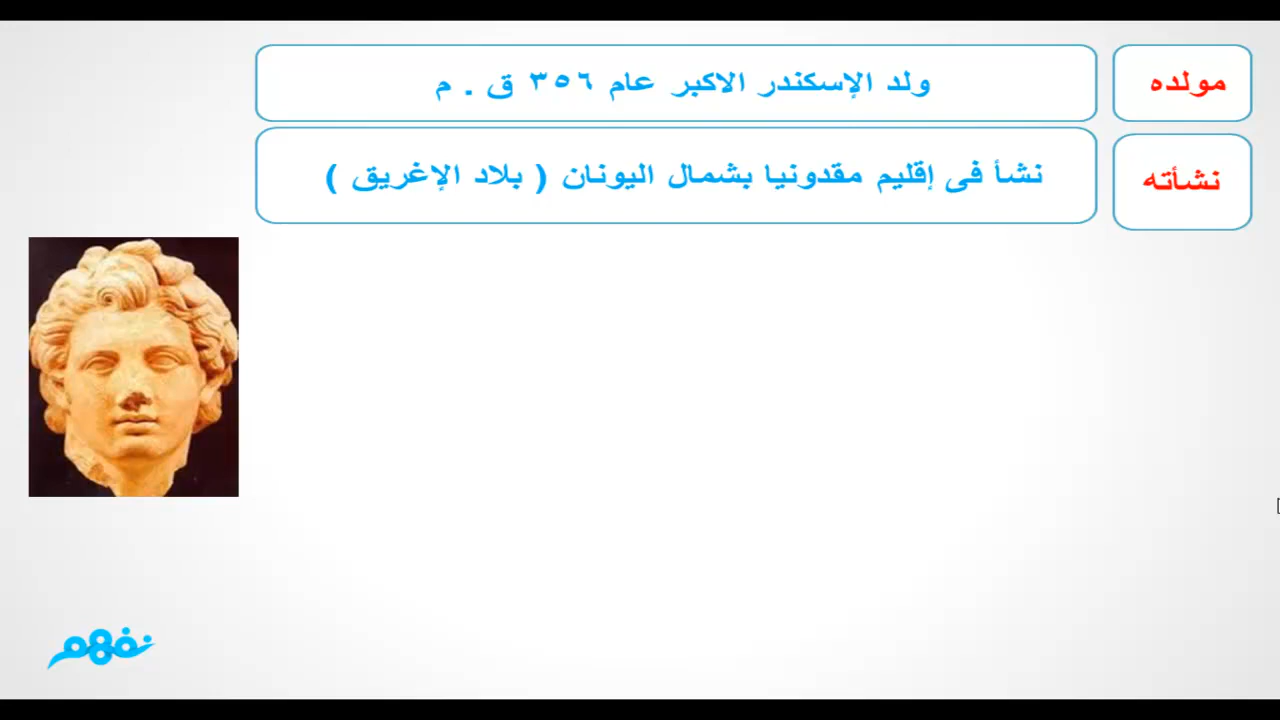 مولده
ولد الإسكندر الاكبر عام ٣٥٦ ق . م
نشأته
نشأ فى إقليم مقدونيا بشمال اليونان ( بلاد الإغريق )
نفهم